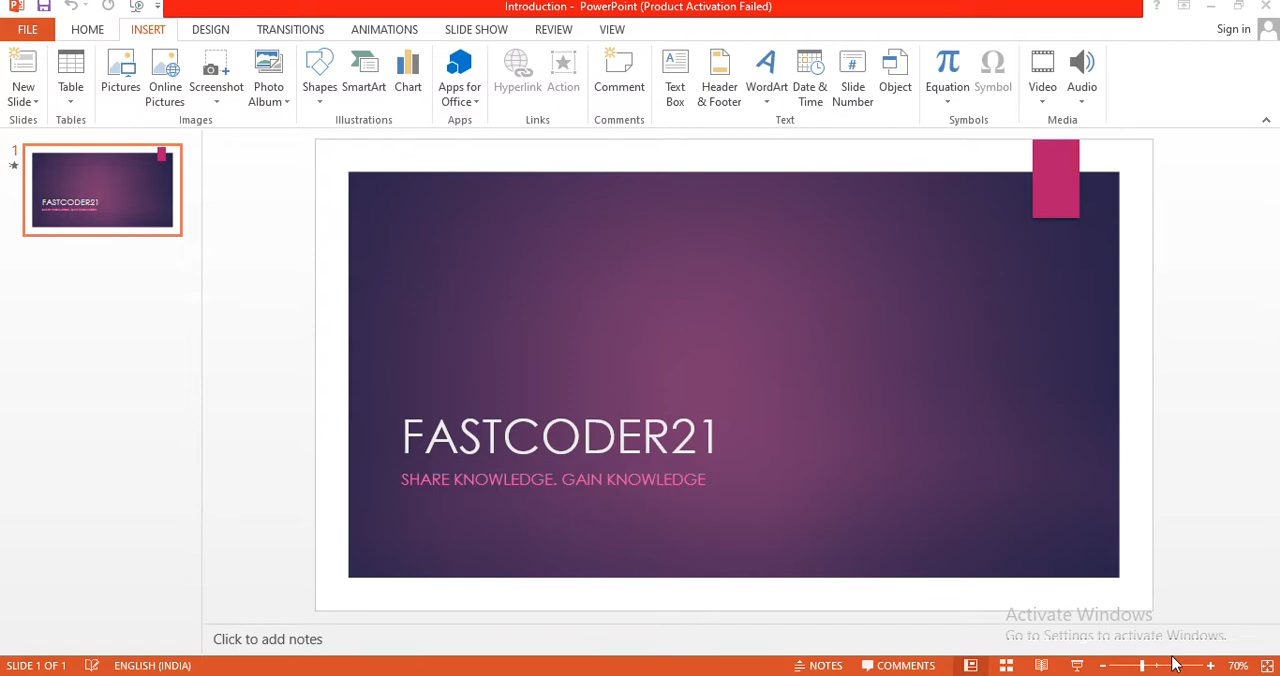 Introduction - PowerPoint (Product Activation Failed)
FILE HOME INSERT DESIGN TRANSITIONS ANIMATIONS SLIDE SHOW REVIEW VIEW Sign in
New Slide
Table
Pictures
Online Pictures
Screenshot
Photo Album
Shapes
SmartArt
Chart
Apps for Office
Hyperlink
Action
Comment
Text Box
Header & Footer
WordArt
Date & Time
Slide Number
Object
Equation
Symbol
Video
Audio
Slides Tables Images Illustrations Apps Links Comments Text Symbols Media
1
FASTCODER21
SHARE KNOWLEDGE. GAIN KNOWLEDGE
Activate Windows
Go to Settings to activate Windows.
Click to add notes
SLIDE 1 OF 1 ENGLISH (INDIA) NOTES COMMENTS 70%